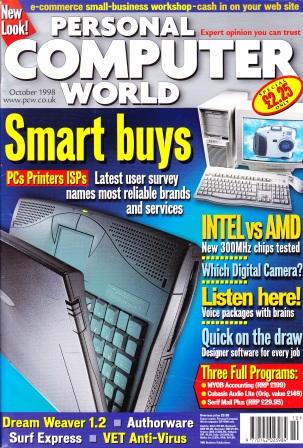 New Look!
e-commerce small-business workshop-cash in on your web site
PERSONAL
Expert opinion you can trust
COMPUTER
October 1998
www.pcw.co.uk
WORLD
SPECIAL
£2.25
ONLY
Smart buys
PCs Printers ISPs
Latest user survey
names most reliable brands
and services
INTEL vs AMD
New 300MHz chips tested
Which Digital Camera?
Listen here!
Voice packages with brains
Quick on the draw
Designer software for every job
Three Full Programs:
MYOB Accounting (RRP £199)
Cubasis Audio Lite (Orig. value £149)
Serif Mail Plus (RRP £29.95)
Dream Weaver 1.2 Authorware
Surf Express VET Anti-Virus